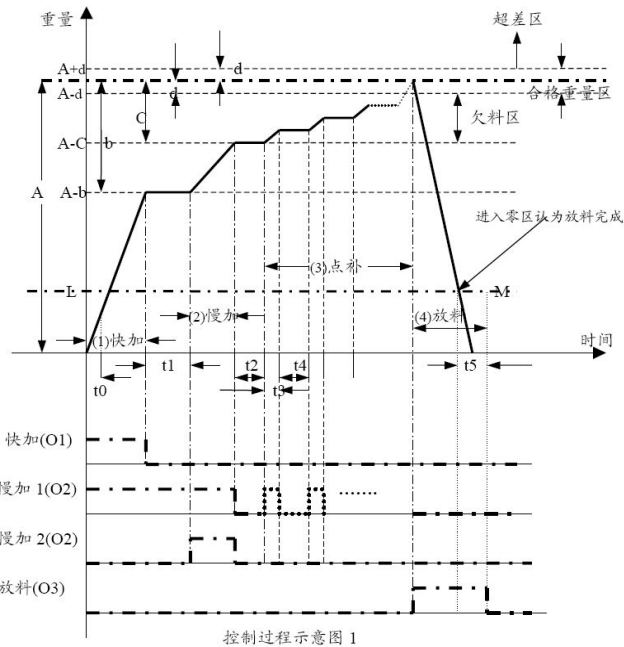 重量
超差区
A+d
d
A-d
d
合格重量区
C
欠料区
A-C
b
A
A-b
进入零区认为放料完成
(3)点补
L
M
(2)慢加
(4)放料
(1)快加
时间
t0
t1
t2
t3
t4
t5
快加(O1)
慢加 1(O2)
慢加 2(O2)
放料(O3)
控制过程示意图 1